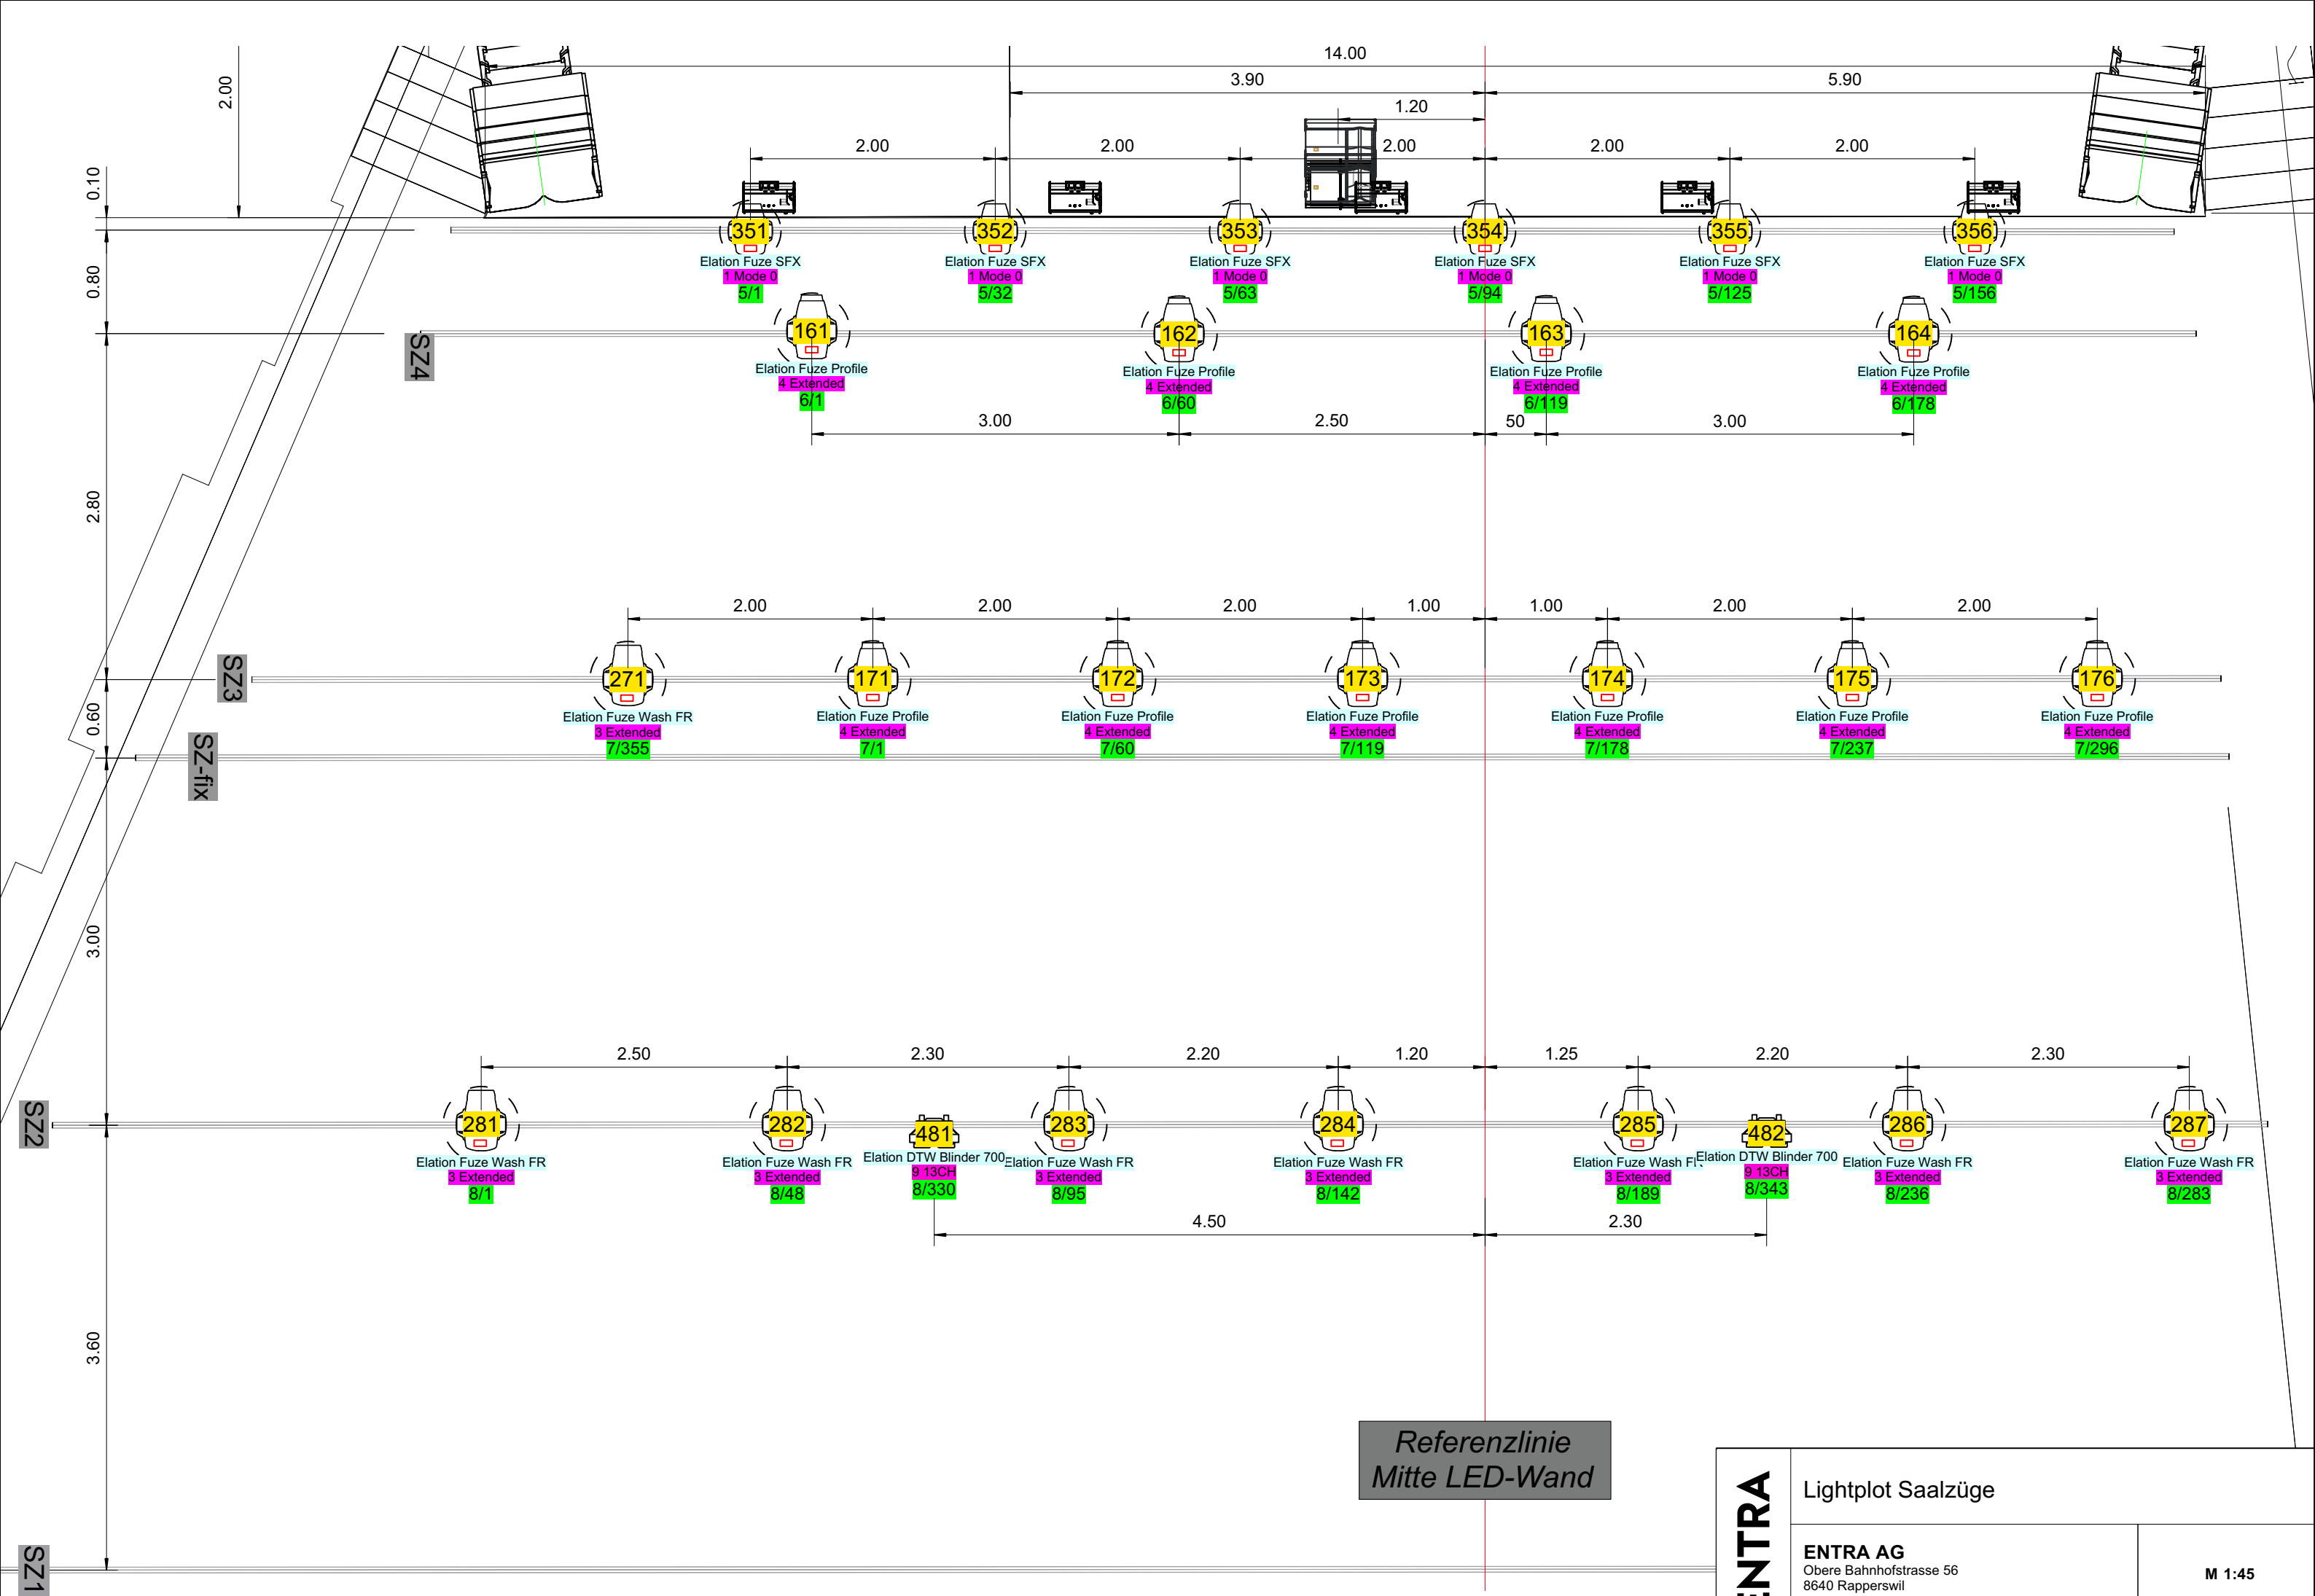 14.00
3.90
5.90
1.20
2.00
2.00
2.00
2.00
2.00
2.00
0.10
351
352
353
354
355
356
Elation Fuze SFX
Elation Fuze SFX
Elation Fuze SFX
Elation Fuze SFX
Elation Fuze SFX
Elation Fuze SFX
1 Mode 0
1 Mode 0
1 Mode 0
1 Mode 0
1 Mode 0
1 Mode 0
5/1
5/32
5/63
5/94
5/125
5/156
0.80
SZ4
161
162
163
164
Elation Fuze Profile
Elation Fuze Profile
Elation Fuze Profile
Elation Fuze Profile
4 Extended
4 Extended
4 Extended
4 Extended
6/1
6/60
6/119
6/178
3.00
2.50
50
3.00
2.80
2.00
2.00
2.00
1.00
1.00
2.00
2.00
SZ3
271
171
172
173
174
175
176
Elation Fuze Wash FR
Elation Fuze Profile
Elation Fuze Profile
Elation Fuze Profile
Elation Fuze Profile
Elation Fuze Profile
Elation Fuze Profile
3 Extended
4 Extended
4 Extended
4 Extended
4 Extended
4 Extended
4 Extended
7/355
7/1
7/60
7/119
7/178
7/237
7/296
0.60
SZ-fix
3.00
2.50
2.30
2.20
1.20
1.25
2.20
2.30
SZ2
281
282
481
283
284
285
482
286
287
Elation Fuze Wash FR
Elation Fuze Wash FR
Elation DTW Blinder 700
Elation Fuze Wash FR
Elation Fuze Wash FR
Elation Fuze Wash
Elation DTW Blinder 700
Elation Fuze Wash FR
Elation Fuze Wash FR
3 Extended
3 Extended
9 13CH
3 Extended
3 Extended
3 Extended
9 13CH
3 Extended
3 Extended
8/1
8/48
8/330
8/95
8/142
8/189
8/343
8/236
8/283
4.50
2.30
3.60
Referenzlinie
Mitte LED-Wand
SZ1
ENTRA
Lightplot Saalzüge
ENTRA AG
Obere Bahnhofstrasse 56
8640 Rapperswil
M 1:45